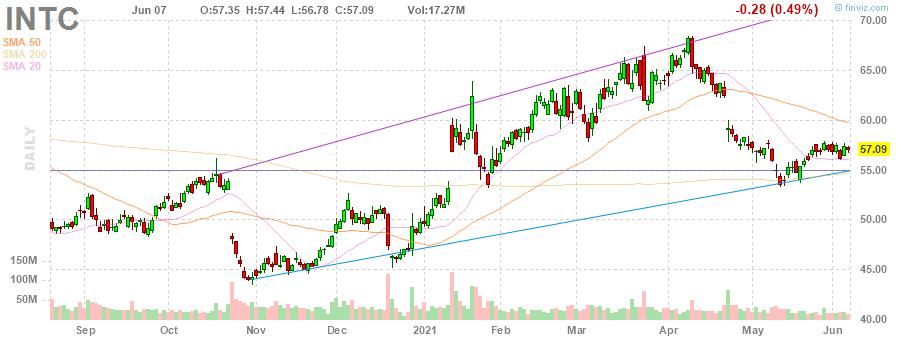 INTC
Jun 07 O:57.35 H:57.44 L:56.78 C:57.09 Vol:17.27M -0.28 (0.49%)
© finviz.com
SMA 50
SMA 200
SMA 20
DAILY
70.00
65.00
60.00
57.09
55.00
50.00
45.00
40.00
150M
100M
50M
Sep Oct Nov Dec 2021 Feb Mar Apr May Jun